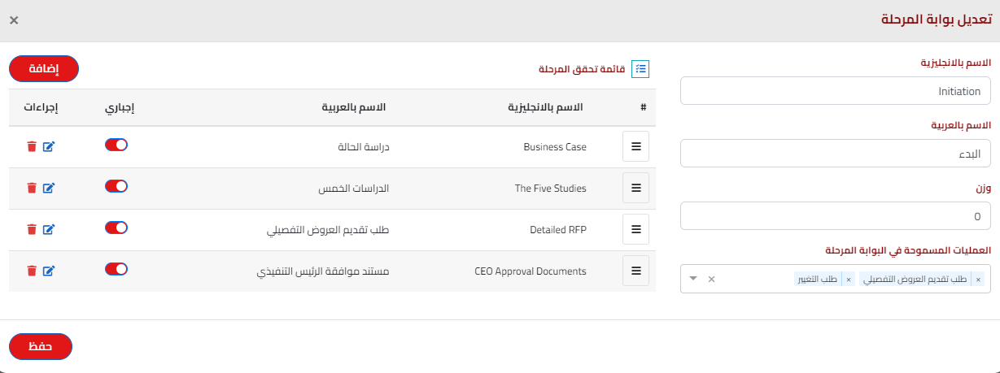 تعديل بوابة المرحلة
×
الاسم بالانجليزية
Initiation
الاسم بالعربية
البدء
وزن
0
العمليات المسموحة في البوابة المرحلة
× طلب تقديم العروض التفصيلي × طلب التغيير ×
قائمة تحقق المرحلة
إضافة
# الاسم بالانجليزية الاسم بالعربية إجباري إجراءات
Business Case دراسة الحالة
The Five Studies الدراسات الخمس
Detailed RFP طلب تقديم العروض التفصيلي
CEO Approval Documents مستند موافقة الرئيس التنفيذي
حفظ